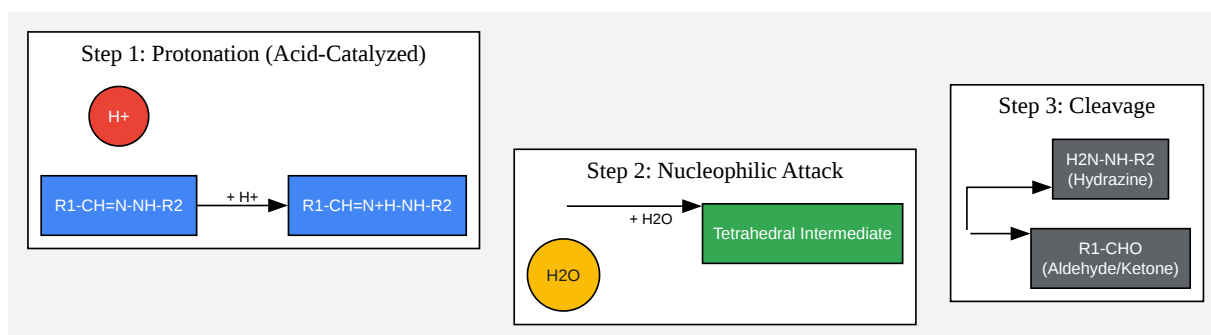 Step 1: Protonation (Acid-Catalyzed)
H+
R1-CH=N-NH-R2
+ H+
R1-CH=N+H-NH-R2
Step 2: Nucleophilic Attack
+ H2O
Tetrahedral Intermediate
H2O
Step 3: Cleavage
H2N-NH-R2
(Hydrazine)
R1-CHO
(Aldehyde/Ketone)